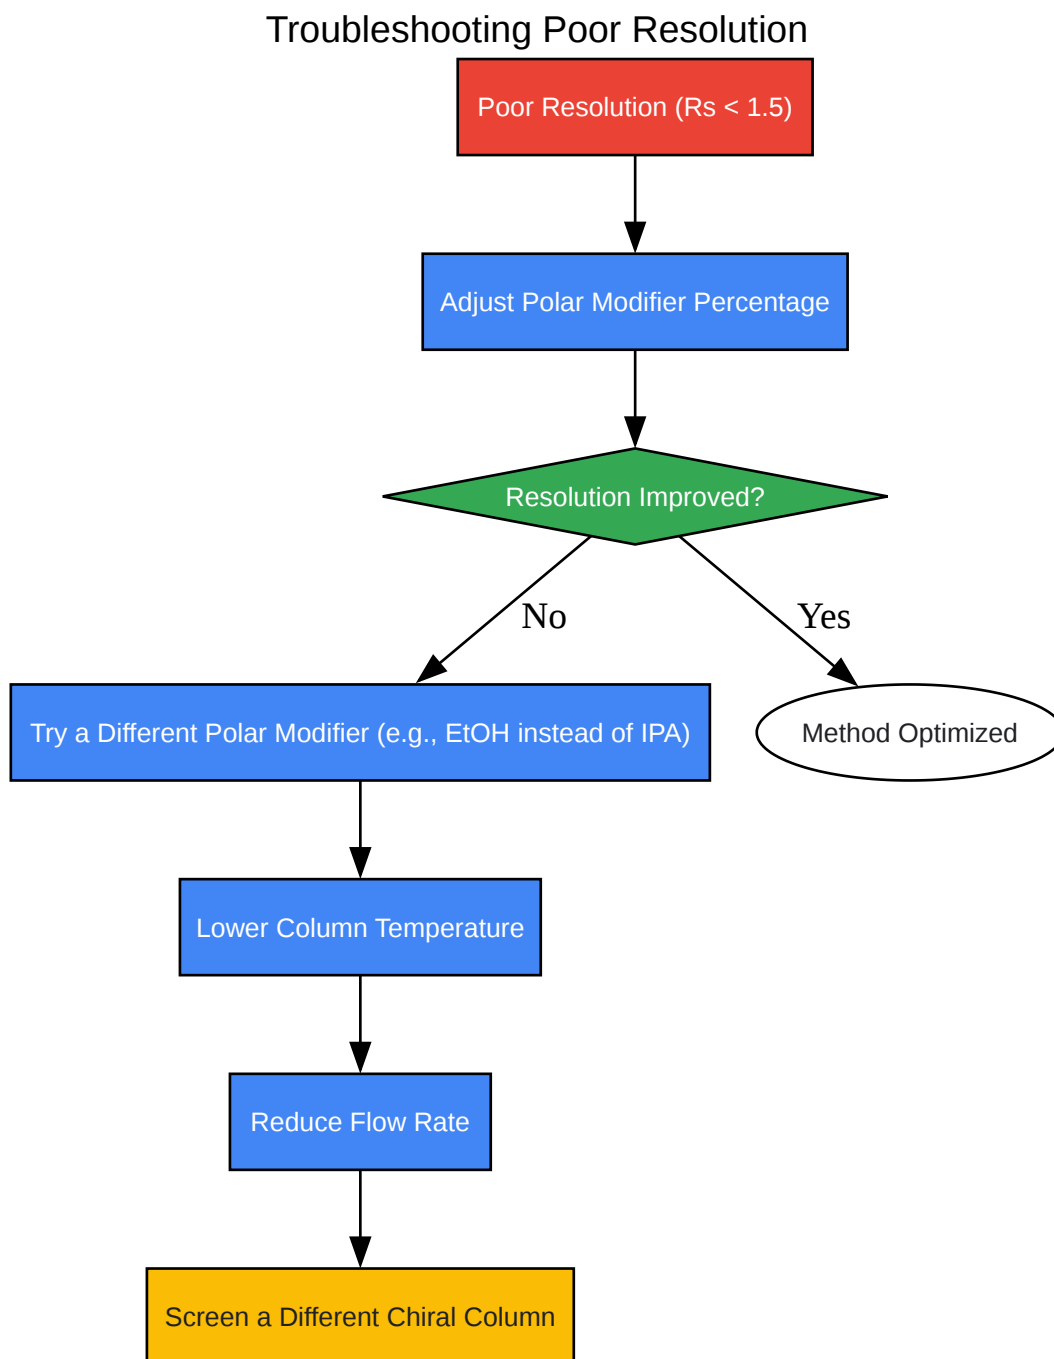 Troubleshooting Poor Resolution
Poor Resolution (Rs < 1.5)
Adjust Polar Modifier Percentage
Resolution Improved?
No
Yes
Try a Different Polar Modifier (e.g., EtOH instead of IPA)
Method Optimized
Lower Column Temperature
Reduce Flow Rate
Screen a Different Chiral Column